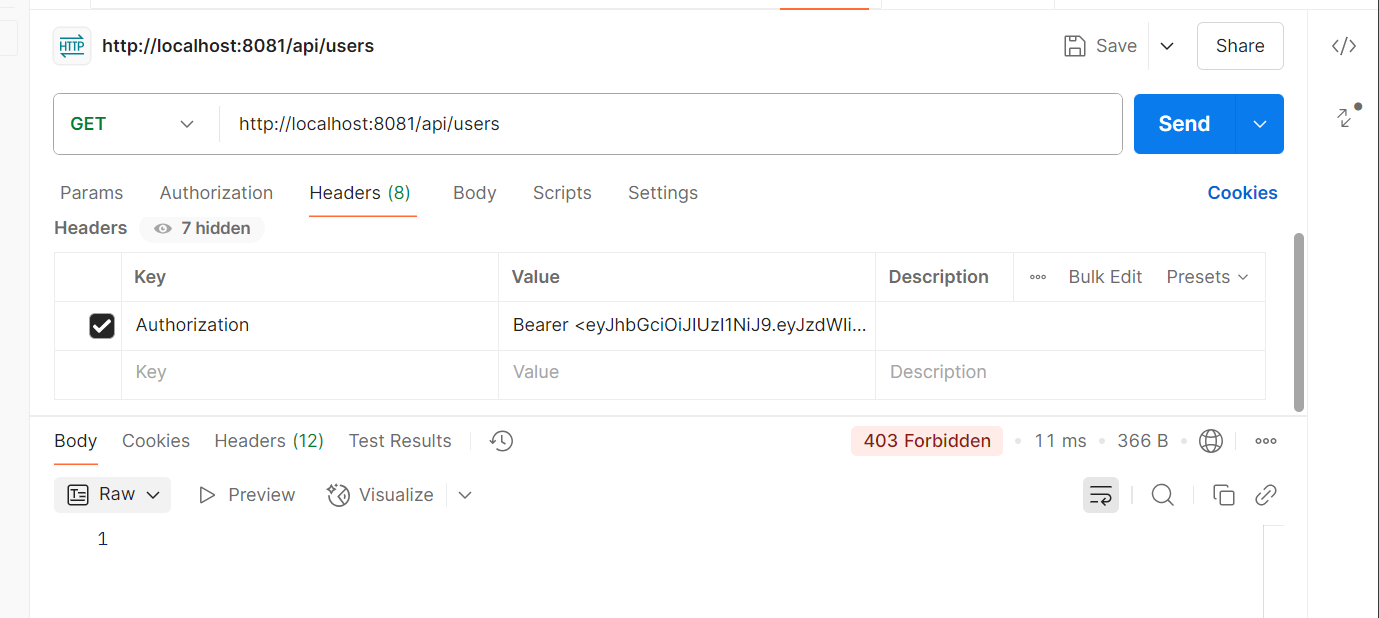 HTTP http://localhost:8081/api/users Save Share
GET http://localhost:8081/api/users Send
Params Authorization Headers (8) Body Scripts Settings Cookies
Headers 7 hidden
Key Value Description Bulk Edit Presets
Authorization Bearer <eyJhbGciOiJIUzI1NiJ9.eyJzdWIi...
Key Value Description
Body Cookies Headers (12) Test Results 403 Forbidden • 11 ms • 366 B •
Raw Preview Visualize
1